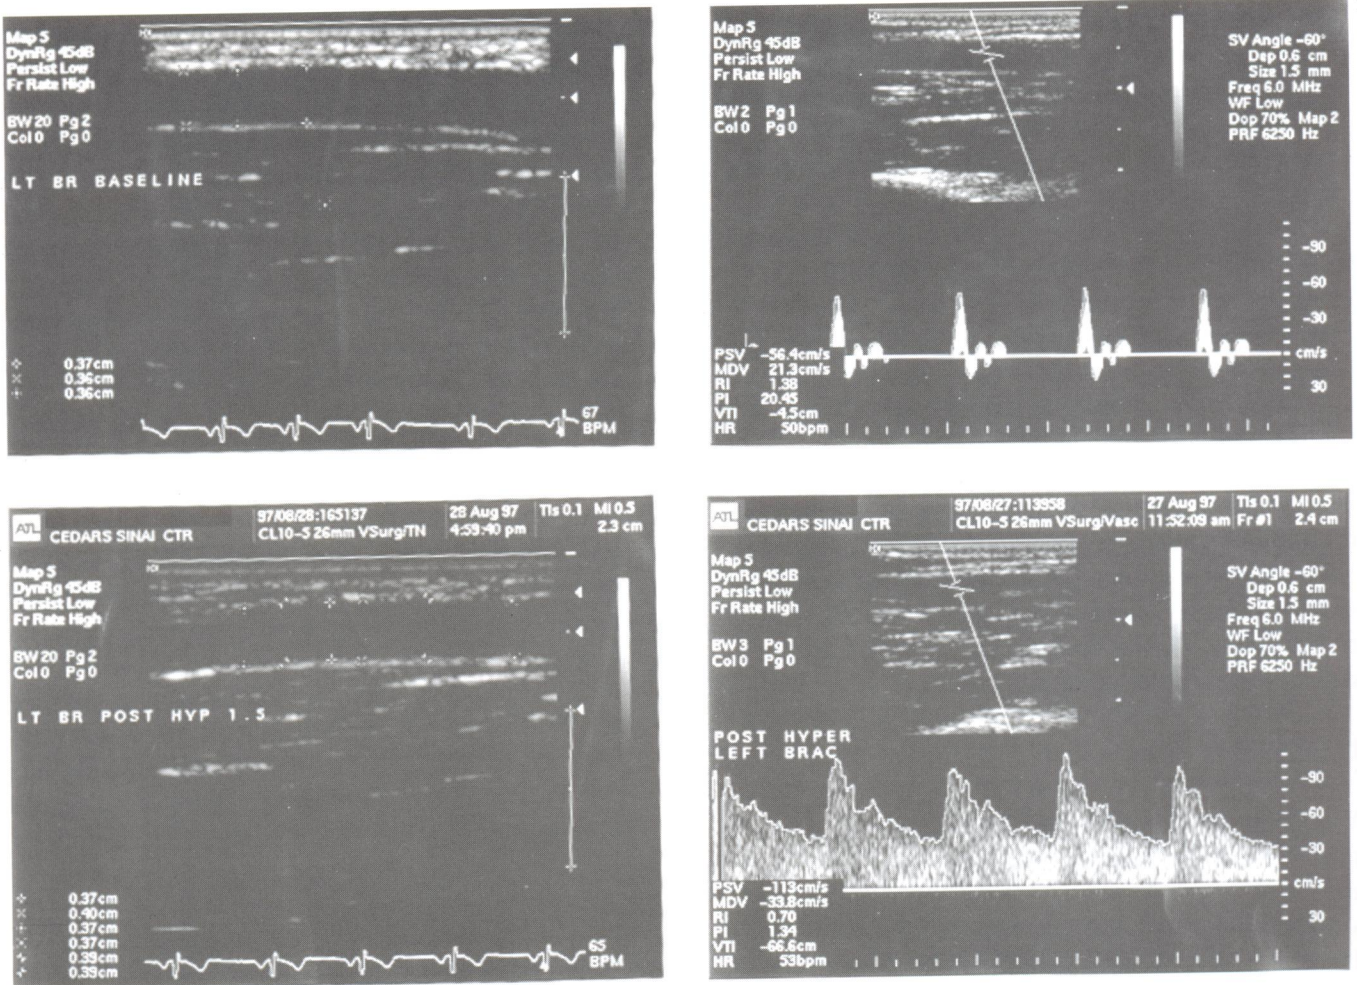 Map 5
DynRg 45dB
Persist Low
Fr Rate High
BW 20 Pg 2
Col 0 Pg 0
LT BR BASELINE
0.37cm
0.36cm
0.36cm
67
BPM
Map 5
DynRg 45dB
Persist Low
Fr Rate High
BW 2 Pg 1
Col 0 Pg 0
SV Angle -60°
Dep 0.6 cm
Size 1.5 mm
Freq 6.0 MHz
WF Low
Dop 70% Map 2
PRF 6250 Hz
-90
-60
-30
cm/s
30
PSV -56.4cm/s
MDV 21.3cm/s
RI 1.38
PI 20.45
VTI -4.5cm
HR 50bpm
ATL CEDARS SINAI CTR
97/08/28:165137
CL10-5 26mm VSurg/TN
28 Aug 97
4:59:40 pm
TIs 0.1 MI 0.5
2.3 cm
Map 5
DynRg 45dB
Persist Low
Fr Rate High
BW 20 Pg 2
Col 0 Pg 0
LT BR POST HYP 1.5
0.37cm
0.40cm
0.37cm
0.37cm
0.39cm
0.39cm
65
BPM
ATL CEDARS SINAI CTR
97/08/27:113958
CL10-5 26mm VSurg/Vasc
27 Aug 97
11:52:09 am
TIs 0.1 MI 0.5
Fr #1 2.4 cm
Map 5
DynRg 45dB
Persist Low
Fr Rate High
BW 3 Pg 1
Col 0 Pg 0
SV Angle -60°
Dep 0.6 cm
Size 1.5 mm
Freq 6.0 MHz
WF Low
Dop 70% Map 2
PRF 6250 Hz
POST HYPER
LEFT BRAC
-90
-60
-30
cm/s
30
PSV -113cm/s
MDV -33.8cm/s
RI 0.70
PI 1.34
VTI -66.6cm
HR 53bpm